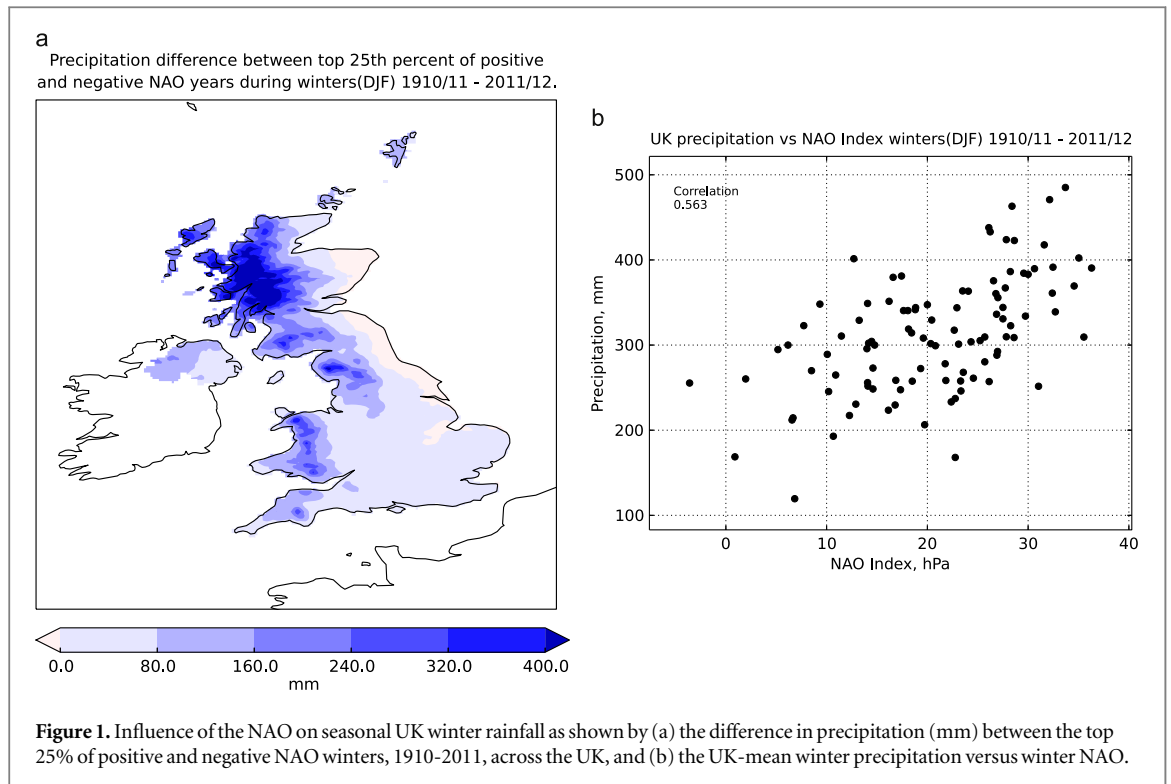 a
Precipitation difference between top 25th percent of positive
and negative NAO years during winters(DJF) 1910/11 - 2011/12.
0.0 80.0 160.0 240.0 320.0 400.0
mm
b
UK precipitation vs NAO Index winters(DJF) 1910/11 - 2011/12
Correlation
0.563
500
400
300
200
100
Precipitation, mm
0 10 20 30 40
NAO Index, hPa
Figure 1. Influence of the NAO on seasonal UK winter rainfall as shown by (a) the difference in precipitation (mm) between the top
25% of positive and negative NAO winters, 1910-2011, across the UK, and (b) the UK-mean winter precipitation versus winter NAO.